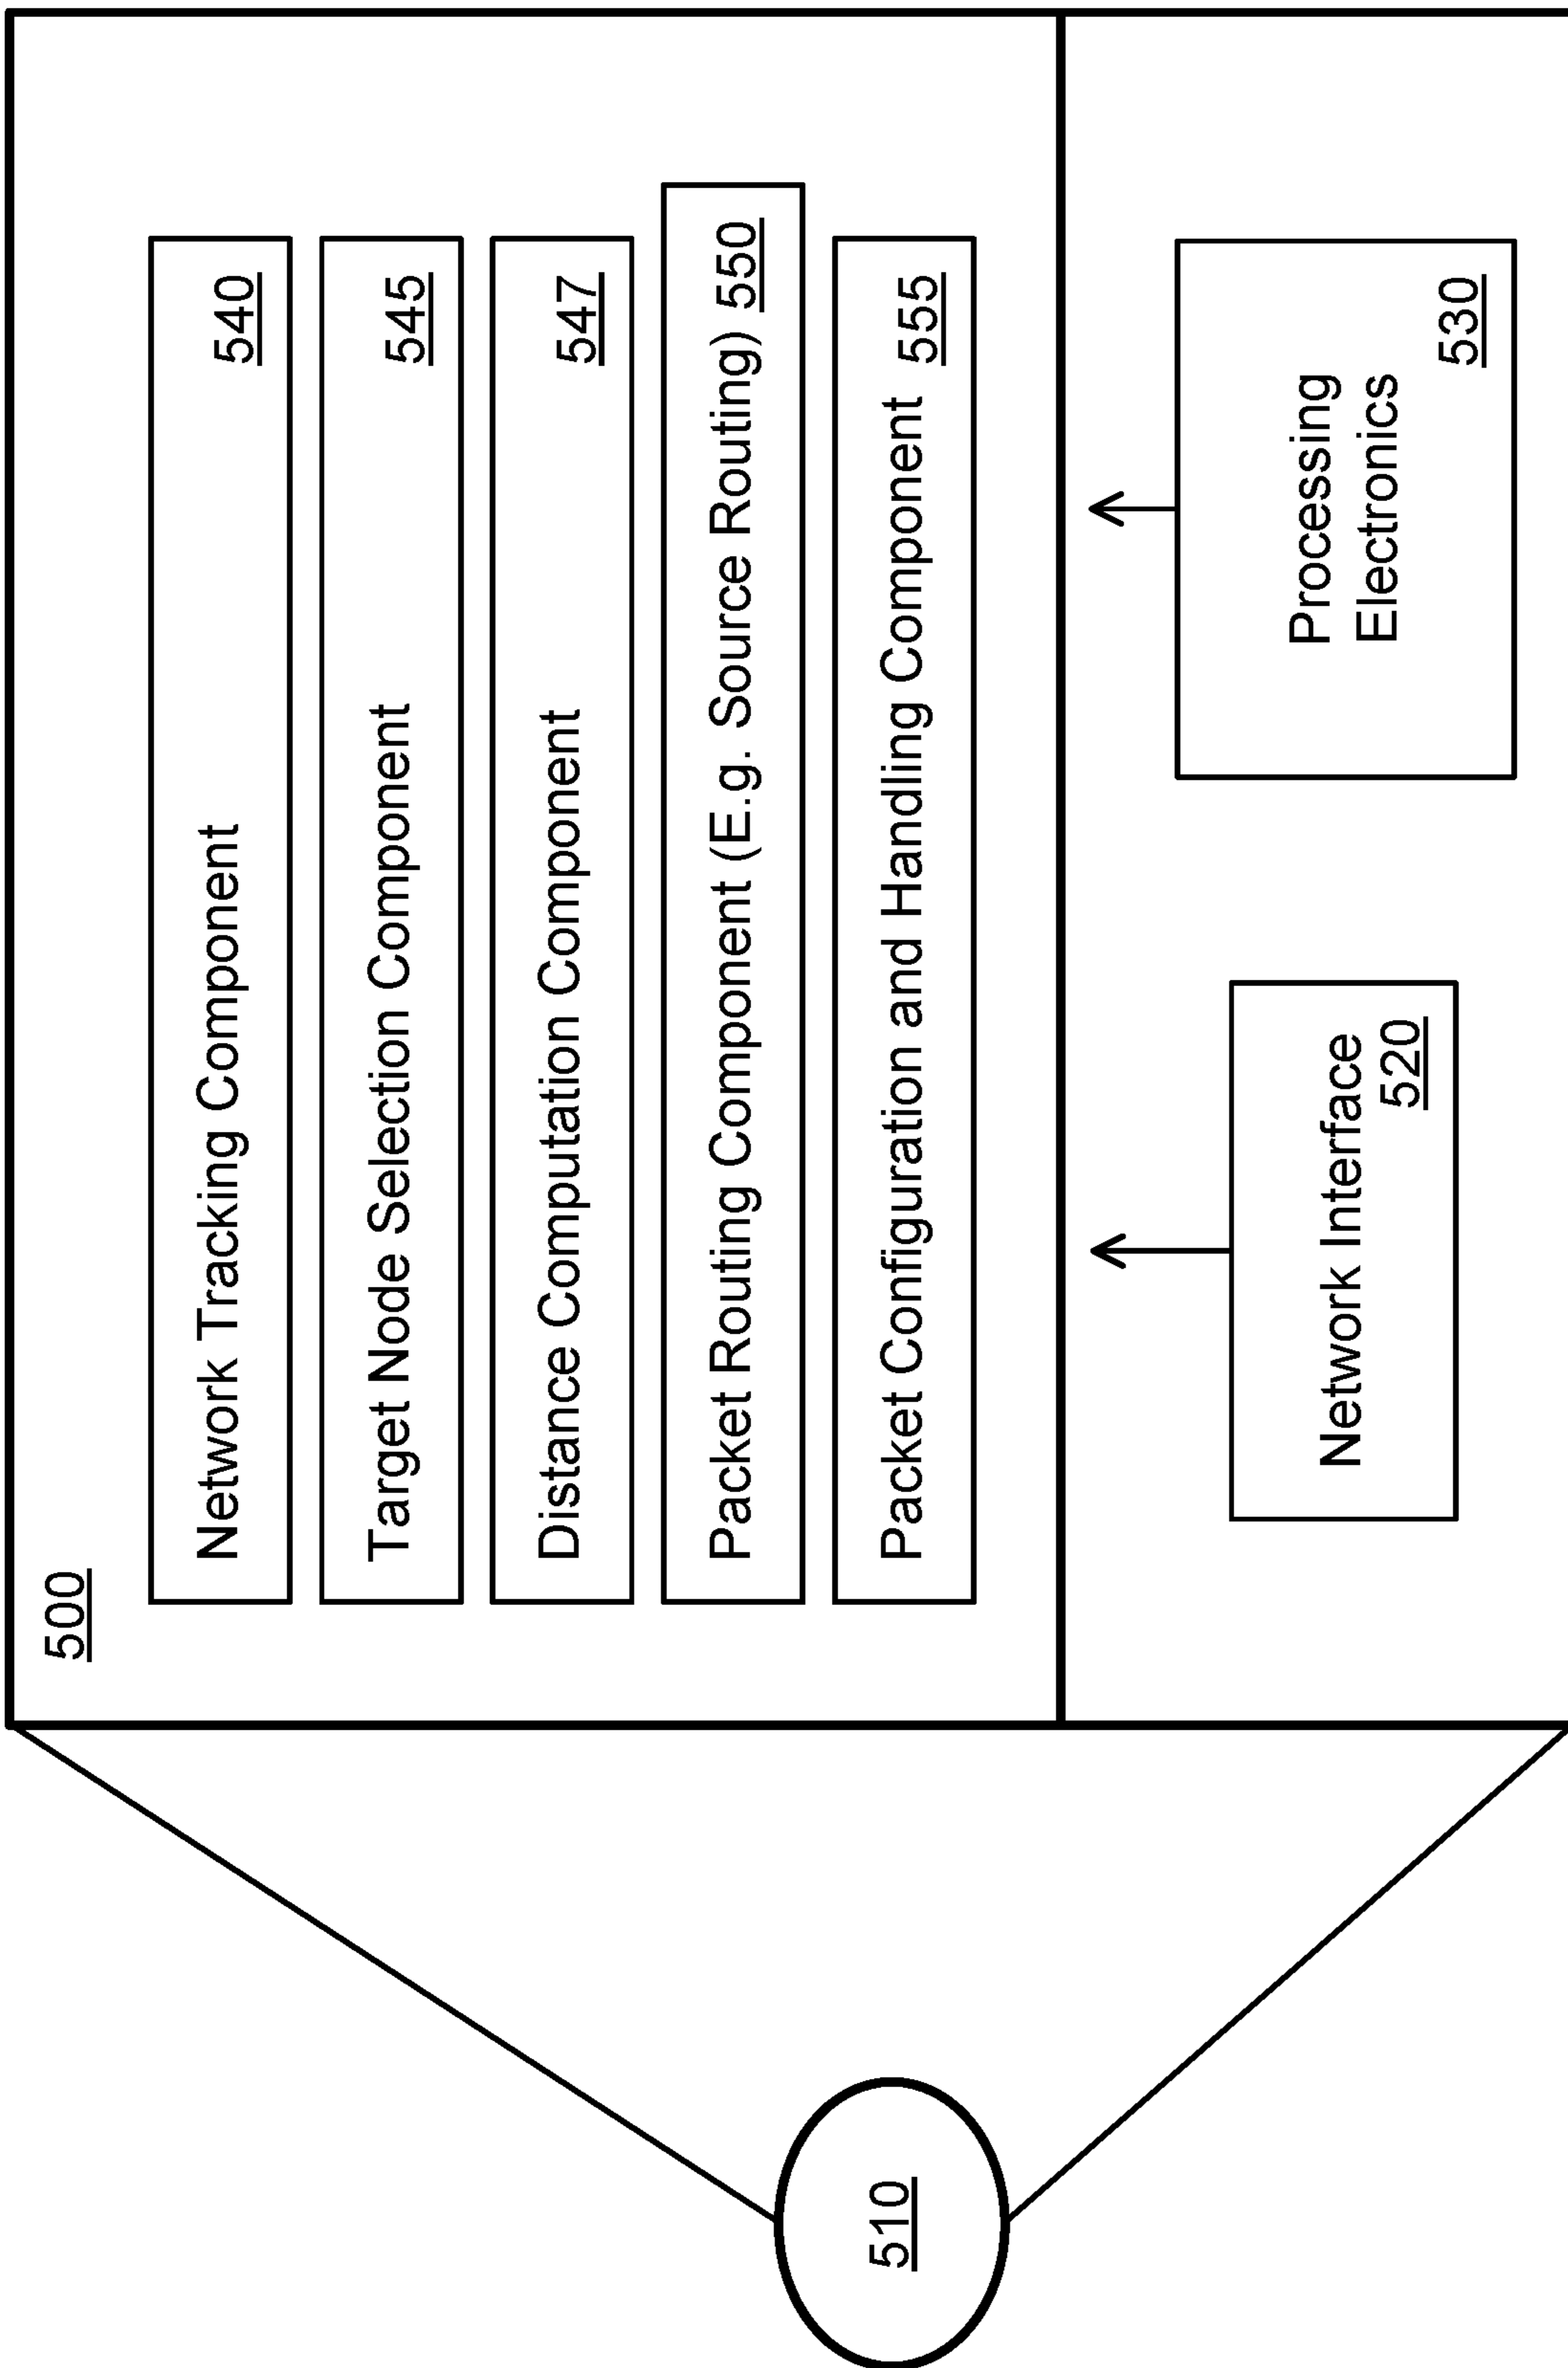 500
Network Tracking Component 540
Target Node Selection Component 545
Distance Computation Component 547
Packet Routing Component (E.g. Source Routing) 550
Packet Configuration and Handling Component 555
510
Network Interface
520
Processing
Electronics
530